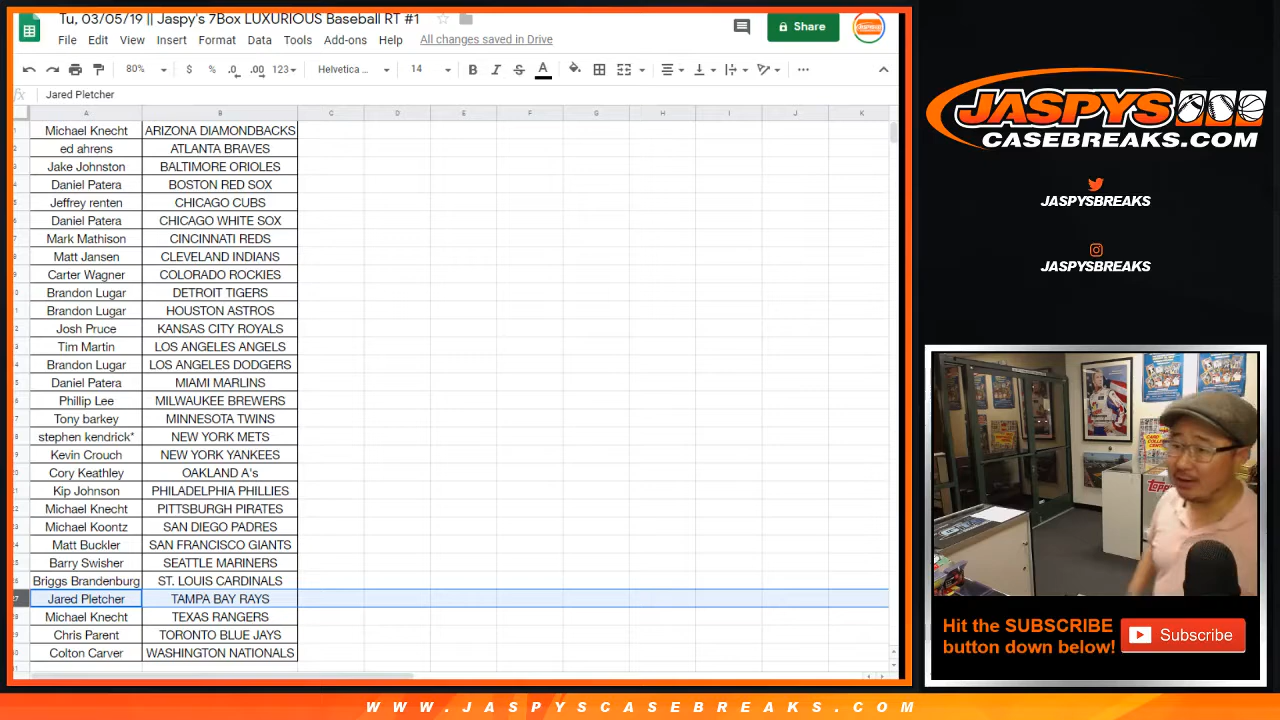 Tu, 03/05/19 || Jaspy's 7Box LUXURIOUS Baseball RT #1
File Edit View Insert Format Data Tools Add-ons Help All changes saved in Drive
Share
80% $ % .0 .00 123 Helvetica ... 14 B I S A
fx Jared Pletcher
A B C D E F G H I J K
Michael Knecht ARIZONA DIAMONDBACKS
ed ahrens ATLANTA BRAVES
Jake Johnston BALTIMORE ORIOLES
Daniel Patera BOSTON RED SOX
Jeffrey renten CHICAGO CUBS
Daniel Patera CHICAGO WHITE SOX
Mark Mathison CINCINNATI REDS
Matt Jansen CLEVELAND INDIANS
Carter Wagner COLORADO ROCKIES
Brandon Lugar DETROIT TIGERS
Brandon Lugar HOUSTON ASTROS
Josh Pruce KANSAS CITY ROYALS
Tim Martin LOS ANGELES ANGELS
Brandon Lugar LOS ANGELES DODGERS
Daniel Patera MIAMI MARLINS
Phillip Lee MILWAUKEE BREWERS
Tony barkey MINNESOTA TWINS
stephen kendrick* NEW YORK METS
Kevin Crouch NEW YORK YANKEES
Cory Keathley OAKLAND A's
Kip Johnson PHILADELPHIA PHILLIES
Michael Knecht PITTSBURGH PIRATES
Michael Koontz SAN DIEGO PADRES
Matt Buckler SAN FRANCISCO GIANTS
Barry Swisher SEATTLE MARINERS
Briggs Brandenburg ST. LOUIS CARDINALS
Jared Pletcher TAMPA BAY RAYS
Michael Knecht TEXAS RANGERS
Chris Parent TORONTO BLUE JAYS
Colton Carver WASHINGTON NATIONALS
JASPYS
CASEBREAKS.COM
JASPYSBREAKS
JASPYSBREAKS
Hit the SUBSCRIBE
button down below!
Subscribe
WWW.JASPYSCASEBREAKS.COM